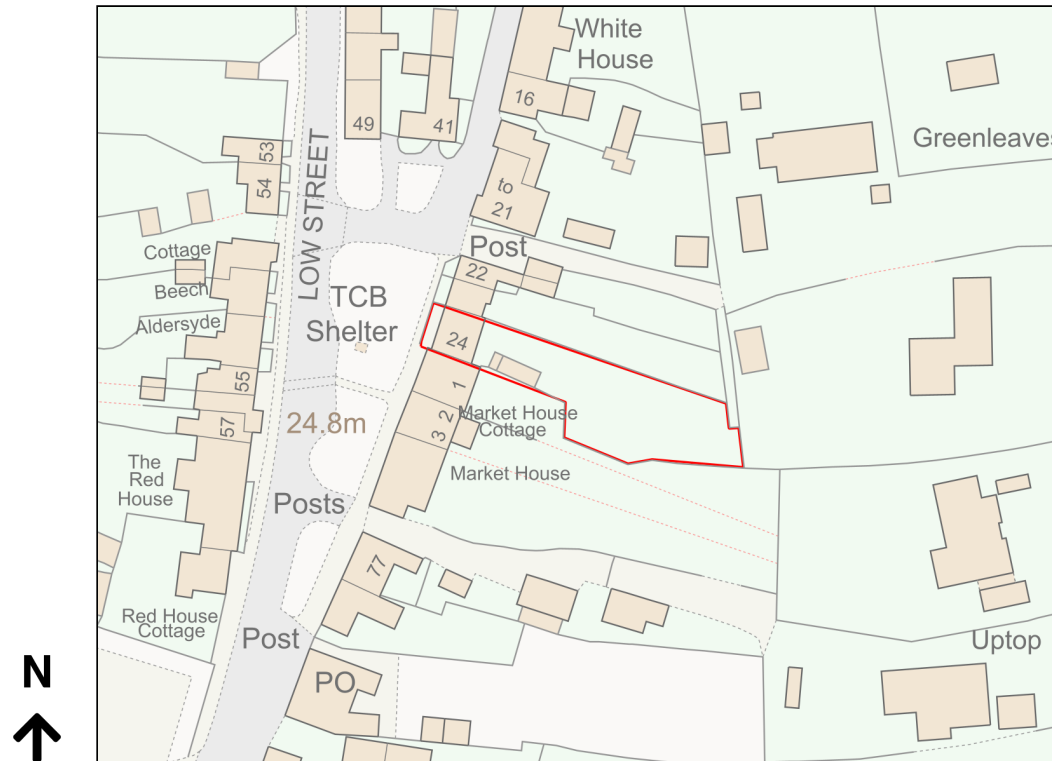 White
House
16
49
41
Greenleaves
53
54
to
21
LOW STREET
Post
Cottage
22
Beech
TCB
Shelter
Aldersyde
24
55
1
24.8m
2
Market House
Cottage
57
3
The
Red
House
Market House
Posts
77
Red House
Cottage
Post
Uptop
N
PO